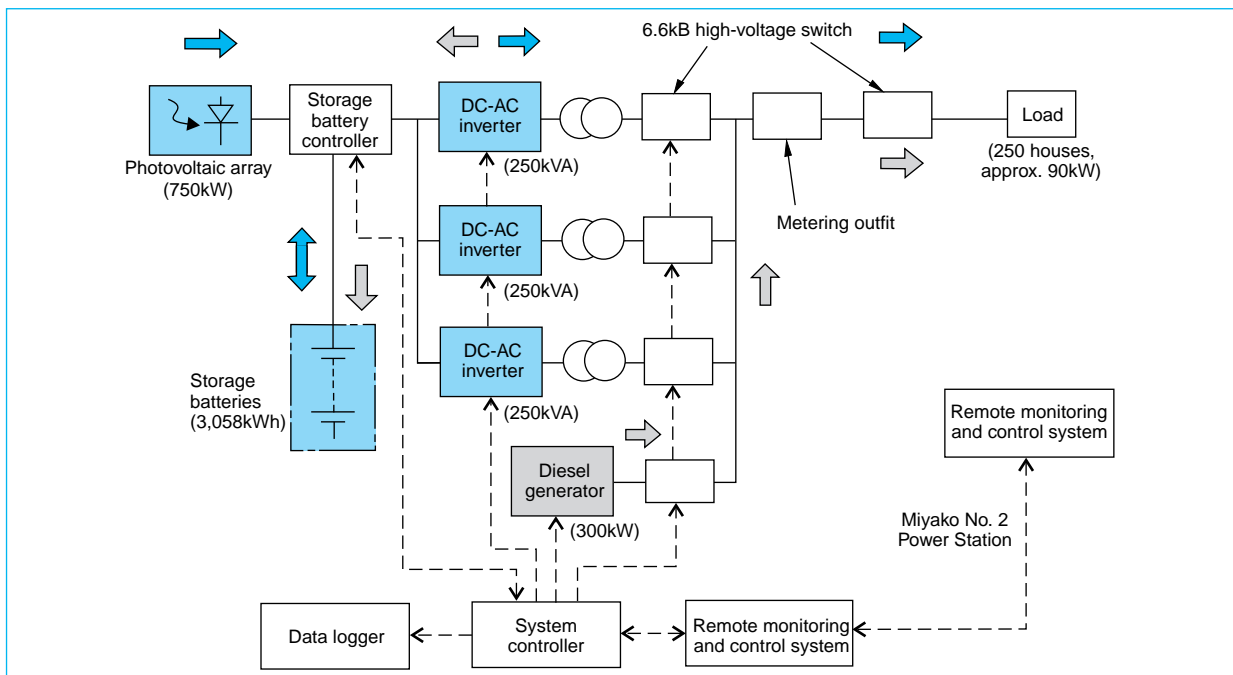 6.6kB high-voltage switch
Storage
battery
controller
DC-AC
inverter
Load
Photovoltaic array
(750kW)
(250kVA)
(250 houses,
approx. 90kW)
Metering outfit
DC-AC
inverter
(250kVA)
DC-AC
inverter
Storage
batteries
(3,058kWh)
(250kVA)
Remote monitoring
and control system
Diesel
generator
(300kW)
Miyako No. 2
Power Station
Data logger
System
controller
Remote monitoring
and control system